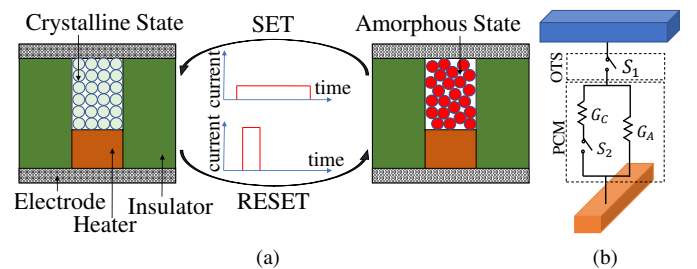 Crystalline State
SET
Amorphous State
current
time
current
time
Electrode
Heater
Insulator
RESET
(a)
OTS
S1
PCM
GC
GA
S2
(b)